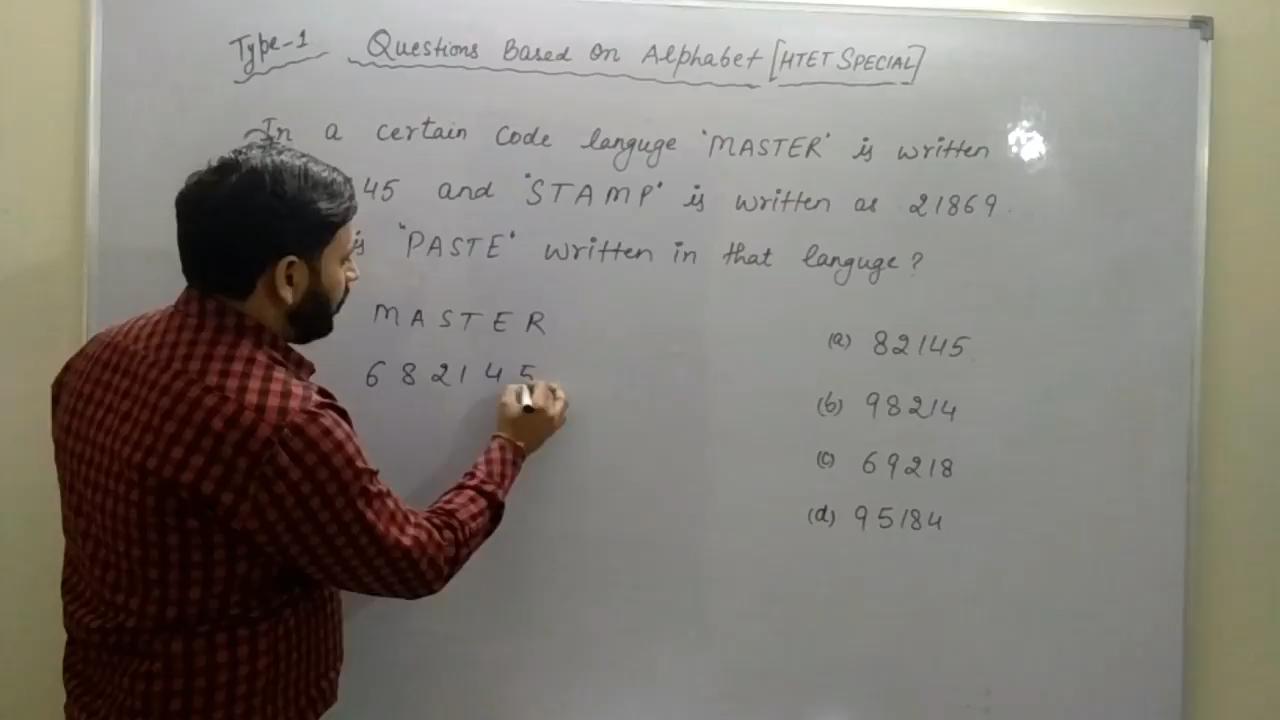 Type-1 Questions Based On Alphabet [HTET SPECIAL]
In a certain Code languge 'MASTER' is written
45 and 'STAMP' is written as 21869.
is "PASTE" written in that languge?
MASTER
682145
(a) 82145
(b) 98214
(c) 69218
(d) 95184